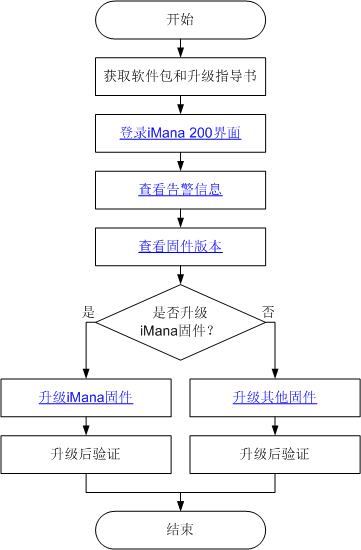 开始
获取软件包和升级指导书
登录iMana 200界面
查看告警信息
查看固件版本
是否升级
iMana固件？
是
否
升级iMana固件
升级其他固件
升级后验证
升级后验证
结束